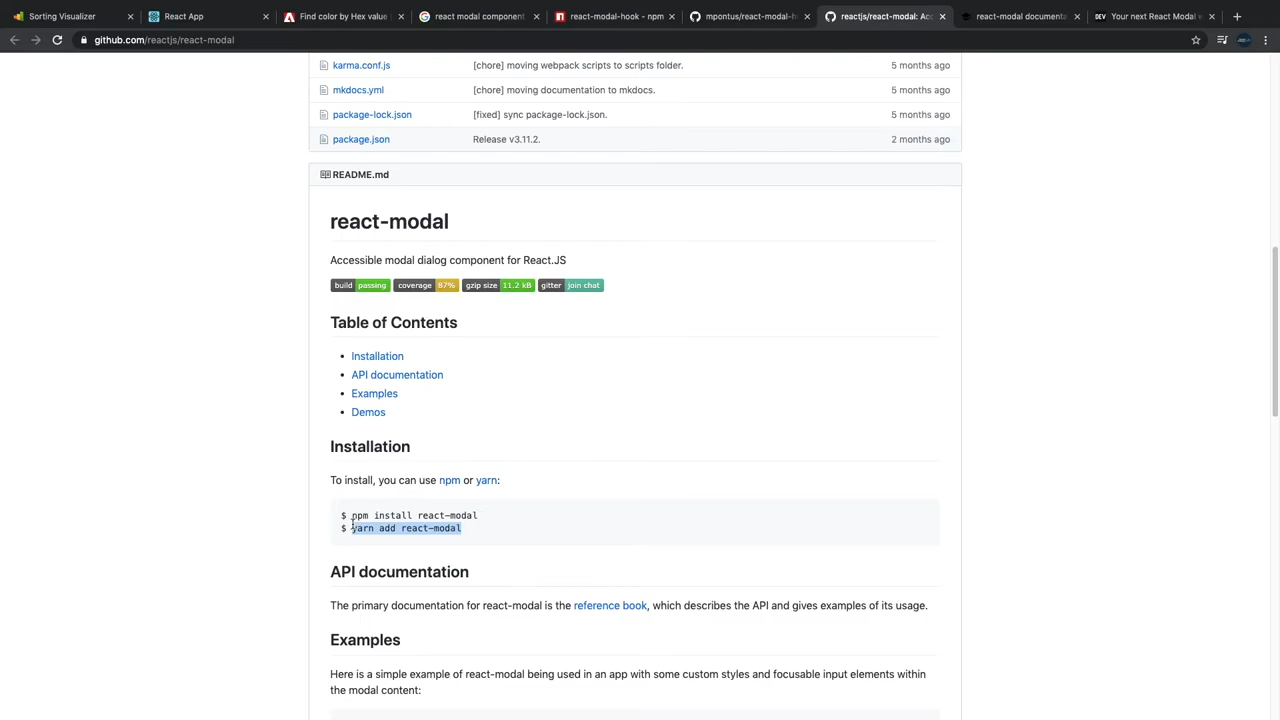 Sorting Visualizer
React App
Find color by Hex value
react modal component
react-modal-hook - npm
mpontus/react-modal-h
reactjs/react-modal: Ac
react-modal documenta
DEV Your next React Modal w
github.com/reactjs/react-modal
karma.conf.js [chore] moving webpack scripts to scripts folder. 5 months ago
mkdocs.yml [chore] moving documentation to mkdocs. 5 months ago
package-lock.json [fixed] sync package-lock.json. 5 months ago
package.json Release v3.11.2. 2 months ago
README.md
react-modal
Accessible modal dialog component for React.JS
build passing coverage 87% gzip size 11.2 kB gitter join chat
Table of Contents
• Installation
• API documentation
• Examples
• Demos
Installation
To install, you can use npm or yarn:
$ npm install react-modal
$ yarn add react-modal
API documentation
The primary documentation for react-modal is the reference book, which describes the API and gives examples of its usage.
Examples
Here is a simple example of react-modal being used in an app with some custom styles and focusable input elements within
the modal content: